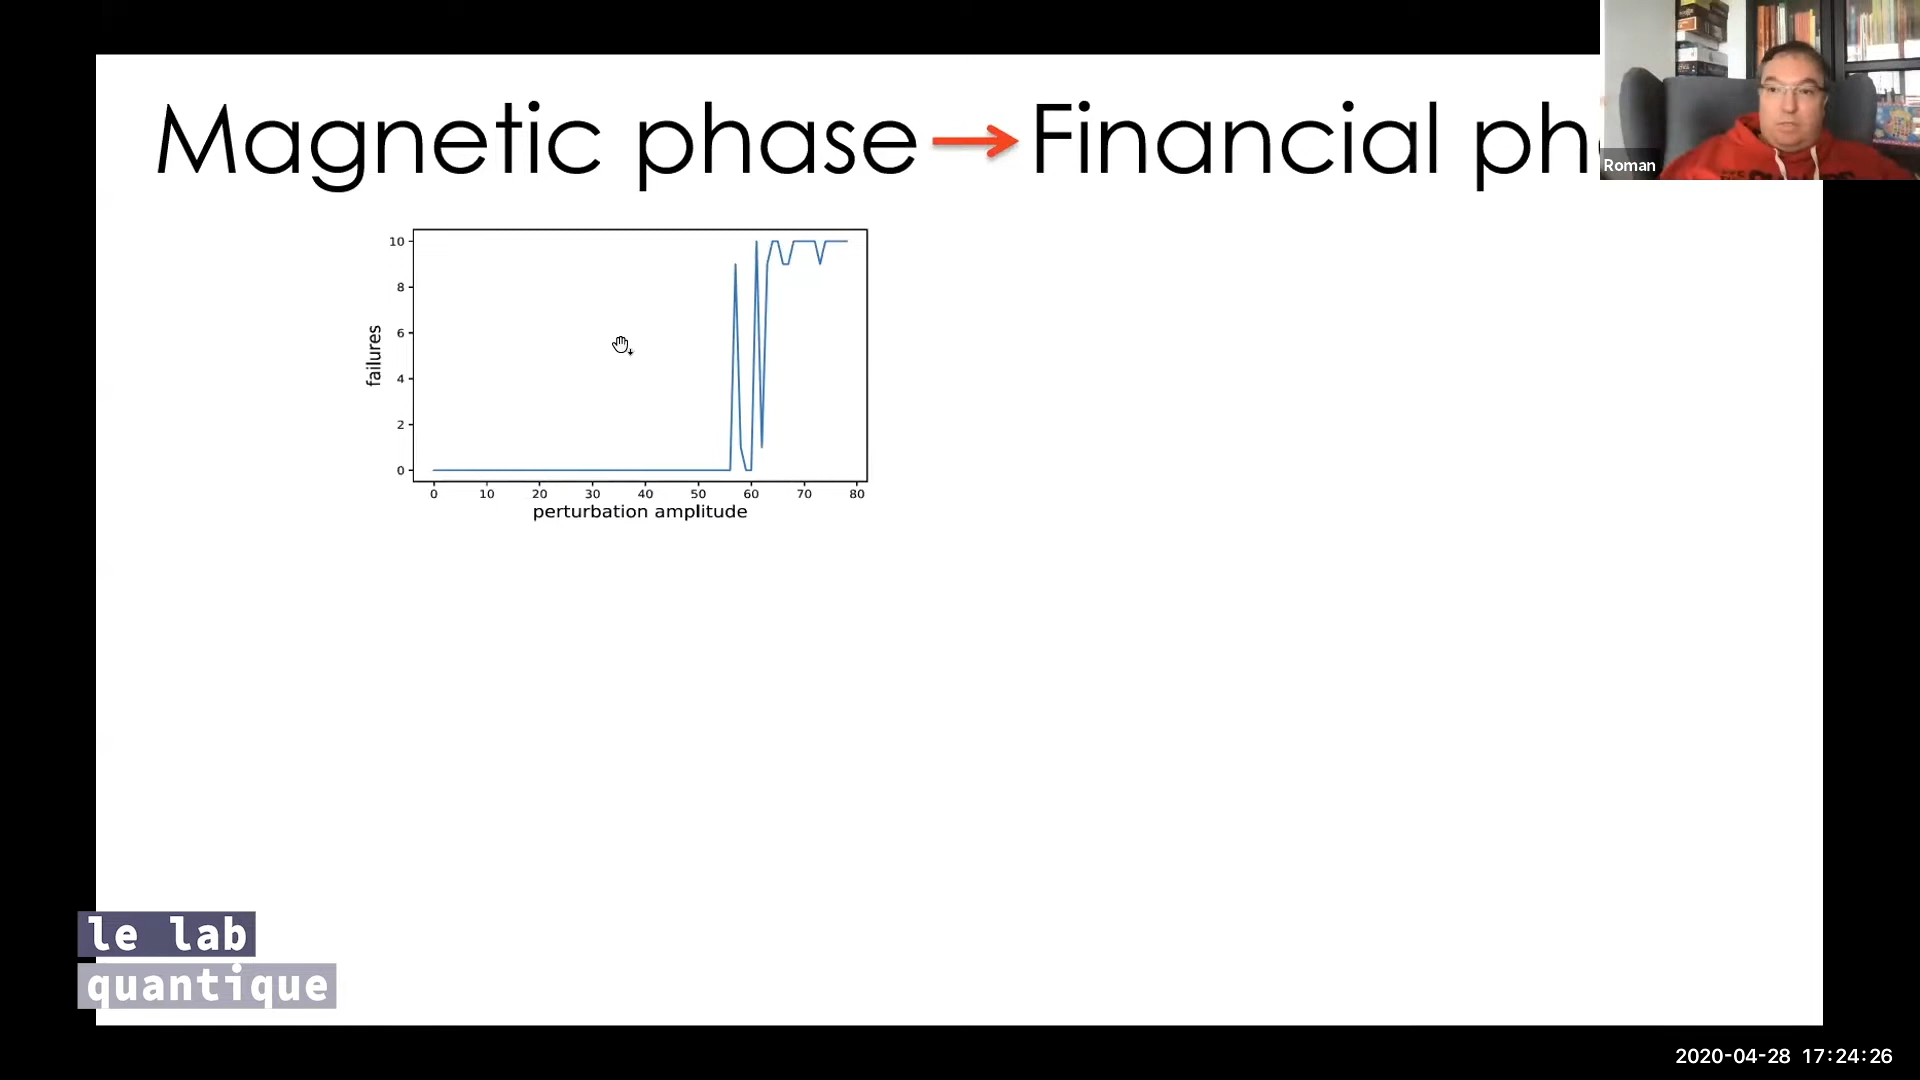 Magnetic phase → Financial ph
Roman
10
8
6
4
2
0
failures
0 10 20 30 40 50 60 70 80
perturbation amplitude
le lab
quantique
2020-04-28 17:24:26